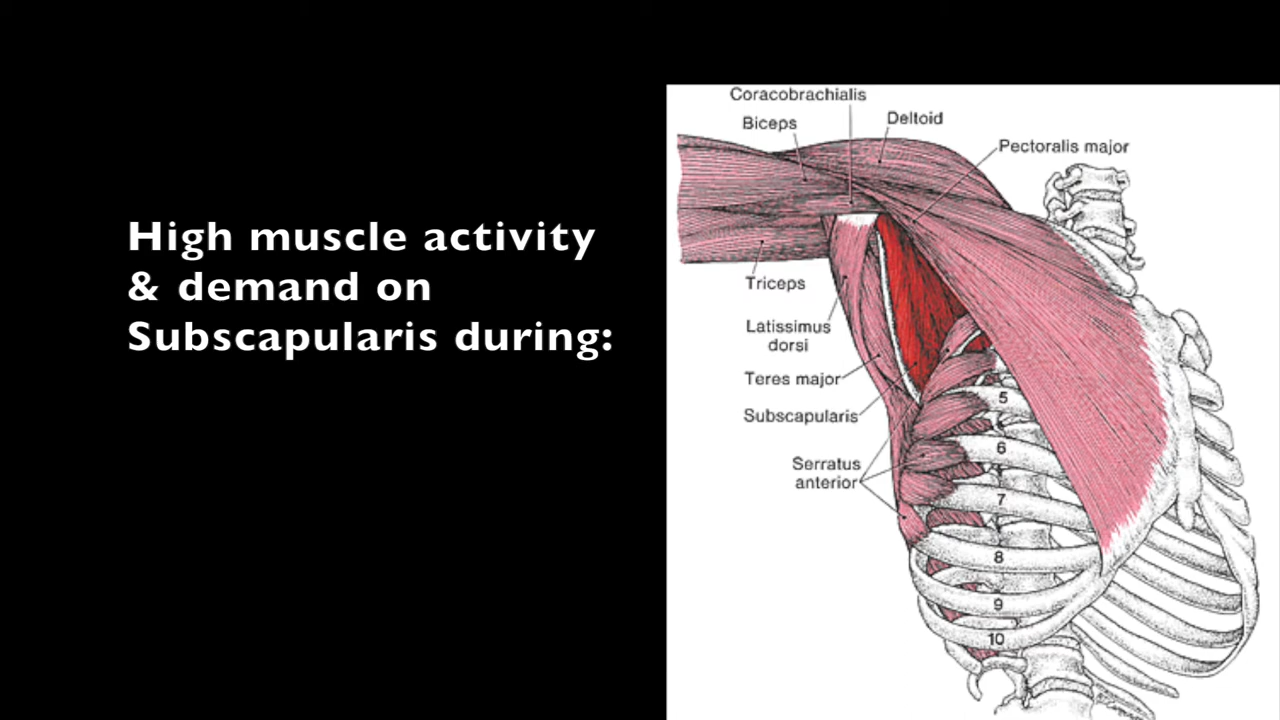 High muscle activity
& demand on
Subscapularis during:
Coracobrachialis
Biceps
Deltoid
Pectoralis major
Triceps
Latissimus
dorsi
Teres major
Subscapularis
Serratus
anterior
5
6
7
8
9
10